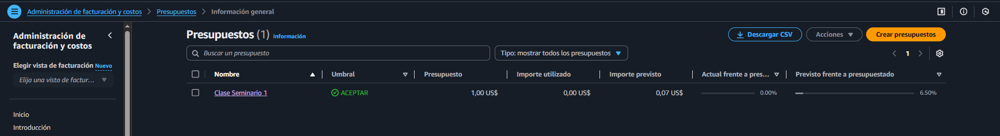 Administración de facturación y costos > Presupuestos > Información general
Administración de facturación y costos
Elegir vista de facturación Nuevo
Elija una vista de factur...
Inicio
Introducción
Presupuestos (1) Información
Descargar CSV
Acciones
Crear presupuestos
Buscar un presupuesto
Tipo: mostrar todos los presupuestos
1
Nombre Umbral Presupuesto Importe utilizado Importe previsto Actual frente a pres... Previsto frente a presupuestado
Clase Seminario 1 ACEPTAR 1,00 US$ 0,00 US$ 0,07 US$ 0.00% 6.50%